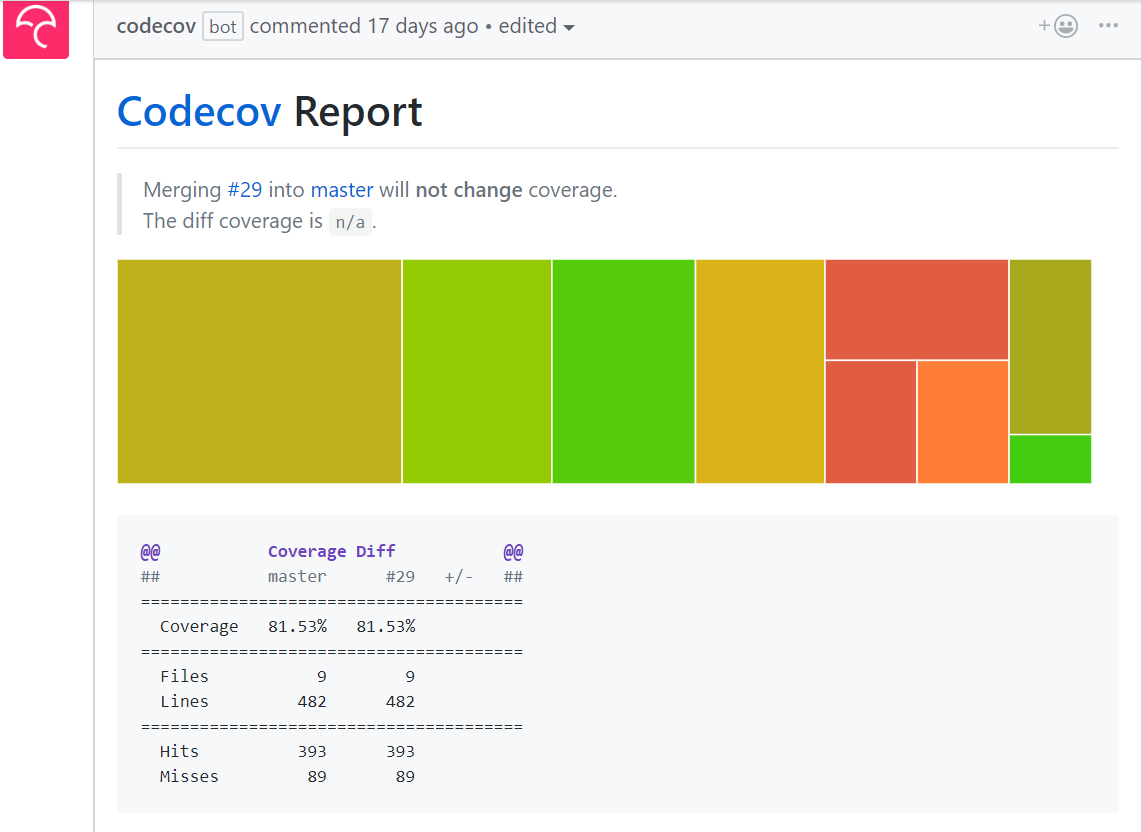 codecov bot commented 17 days ago • edited
Codecov Report
Merging #29 into master will not change coverage.
The diff coverage is n/a.
@@           Coverage Diff           @@
##           master      #29   +/-   ##
=======================================
  Coverage   81.53%   81.53%
=======================================
  Files           9        9
  Lines         482      482
=======================================
  Hits          393      393
  Misses         89       89